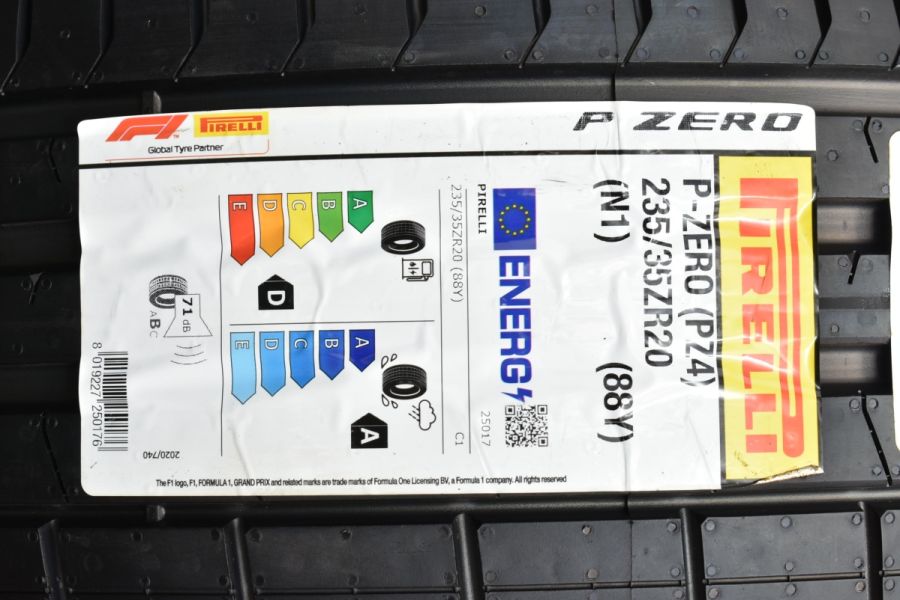 F1™ PIRELLI
Global Tyre Partner
P ZERO
PIRELLI
P-ZERO (PZ4)
235/35ZR20
(N1) (88Y)
ENERG
PIRELLI
25017
235/35ZR20 (88Y)
C1
A
B
C
D
E
D
A
B
C
D
E
A
71 dB
ABC
8 019227 250176
2020/740
The F1 logo, F1, FORMULA 1, GRAND PRIX and related marks are trade marks of Formula One Licensing BV, a Formula 1 company. All rights reserved